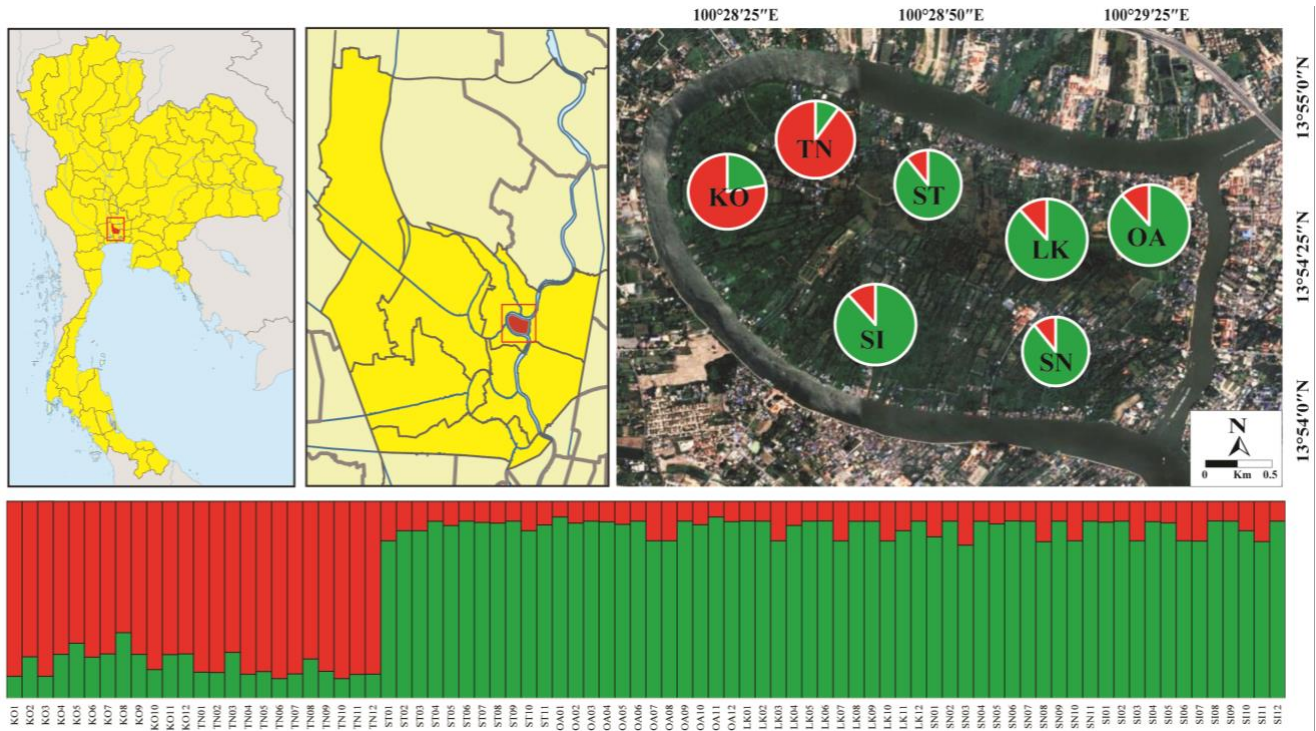 100°28′25″E
100°28′50″E
100°29′25″E
13°55′0″N
13°54′25″N
13°54′0″N
TN
KO
ST
OA
LK
SI
SN
N
0 Km 0.5
KO1
KO2
KO3
KO4
KO5
KO6
KO7
KO8
KO9
KO10
KO11
KO12
TN01
TN02
TN03
TN04
TN05
TN06
TN07
TN08
TN09
TN10
TN11
TN12
ST01
ST02
ST03
ST04
ST05
ST06
ST07
ST08
ST09
ST10
ST11
OA01
OA02
OA03
OA04
OA05
OA06
OA07
OA08
OA09
OA10
OA11
OA12
LK01
LK02
LK03
LK04
LK05
LK06
LK07
LK08
LK09
LK10
LK11
LK12
SN01
SN02
SN03
SN04
SN05
SN06
SN07
SN08
SN09
SN10
SN11
SI01
SI02
SI03
SI04
SI05
SI06
SI07
SI08
SI09
SI10
SI11
SI12